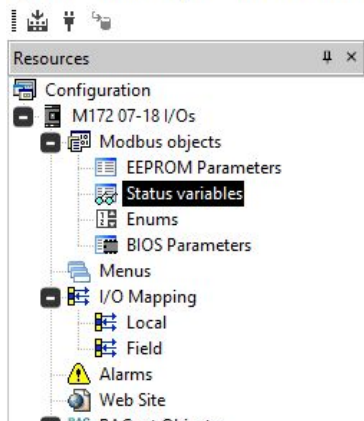 Resources
Configuration
M172 07-18 I/Os
Modbus objects
EEPROM Parameters
Status variables
Enums
BIOS Parameters
Menus
I/O Mapping
Local
Field
Alarms
Web Site